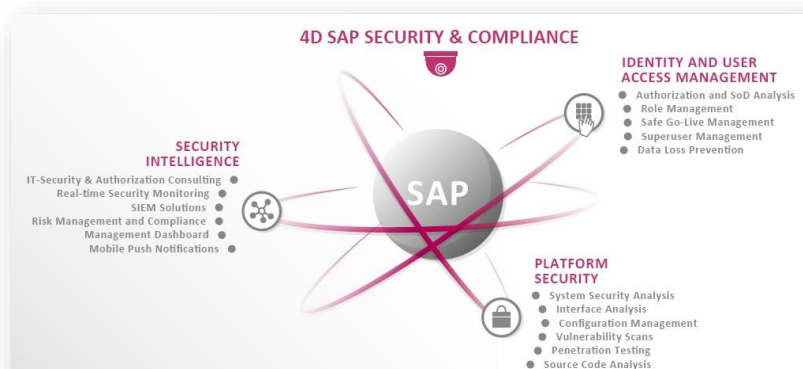 4D SAP SECURITY & COMPLIANCE
IDENTITY AND USER
ACCESS MANAGEMENT
Authorization and SoD Analysis
Role Management
Safe Go-Live Management
Superuser Management
Data Loss Prevention
SECURITY
INTELLIGENCE
IT-Security & Authorization Consulting
Real-time Security Monitoring
SIEM Solutions
Risk Management and Compliance
Management Dashboard
Mobile Push Notifications
SAP
PLATFORM
SECURITY
System Security Analysis
Interface Analysis
Configuration Management
Vulnerability Scans
Penetration Testing
Source Code Analysis